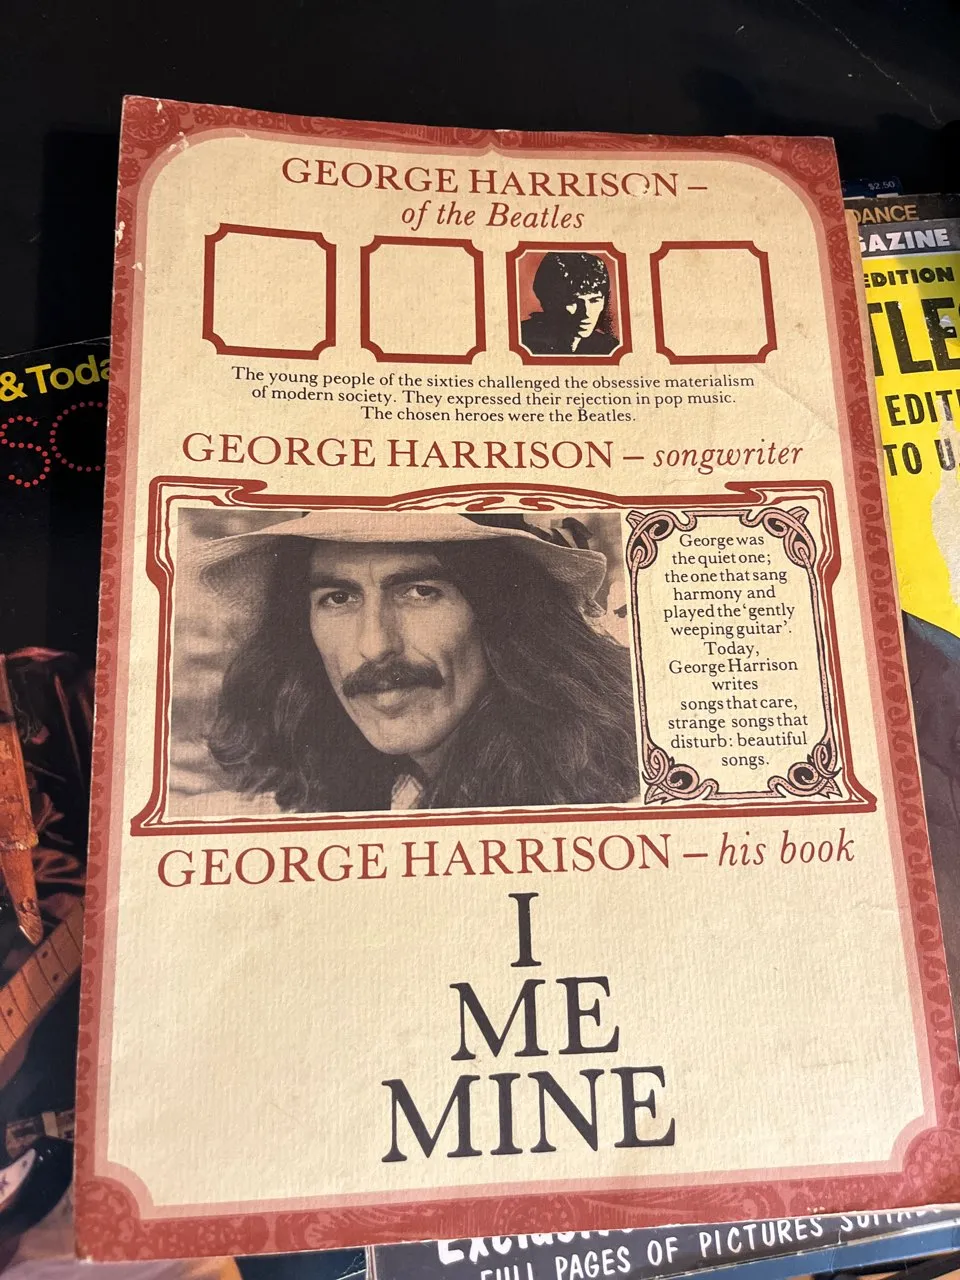 GEORGE HARRISON –
of the Beatles
The young people of the sixties challenged the obsessive materialism
of modern society. They expressed their rejection in pop music.
The chosen heroes were the Beatles.
GEORGE HARRISON – songwriter
George was
the quiet one;
the one that sang
harmony and
played the ‘gently
weeping guitar’.
Today,
George Harrison
writes
songs that care,
strange songs that
disturb: beautiful
songs.
GEORGE HARRISON – his book
I
ME
MINE
& Toda
SO
$2.50
DANCE
GAZINE
EDITION
TLE
EDIT
TO U.
FULL PAGES OF PICTURES